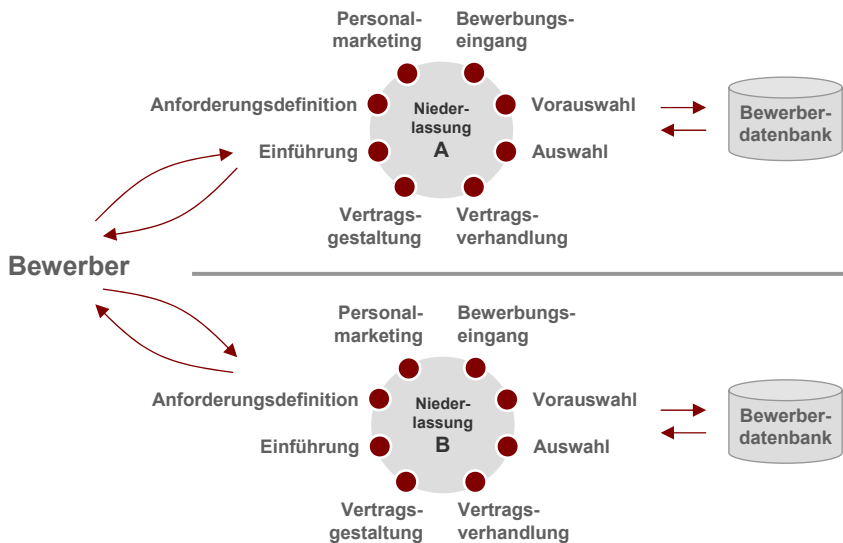 Personal-
marketing
Bewerbungs-
eingang
Anforderungsdefinition
Nieder-
lassung
A
Vorauswahl
Einführung
Auswahl
Vertrags-
gestaltung
Vertrags-
verhandlung
Bewerber-
datenbank
Bewerber
Personal-
marketing
Bewerbungs-
eingang
Anforderungsdefinition
Nieder-
lassung
B
Vorauswahl
Einführung
Auswahl
Vertrags-
gestaltung
Vertrags-
verhandlung
Bewerber-
datenbank